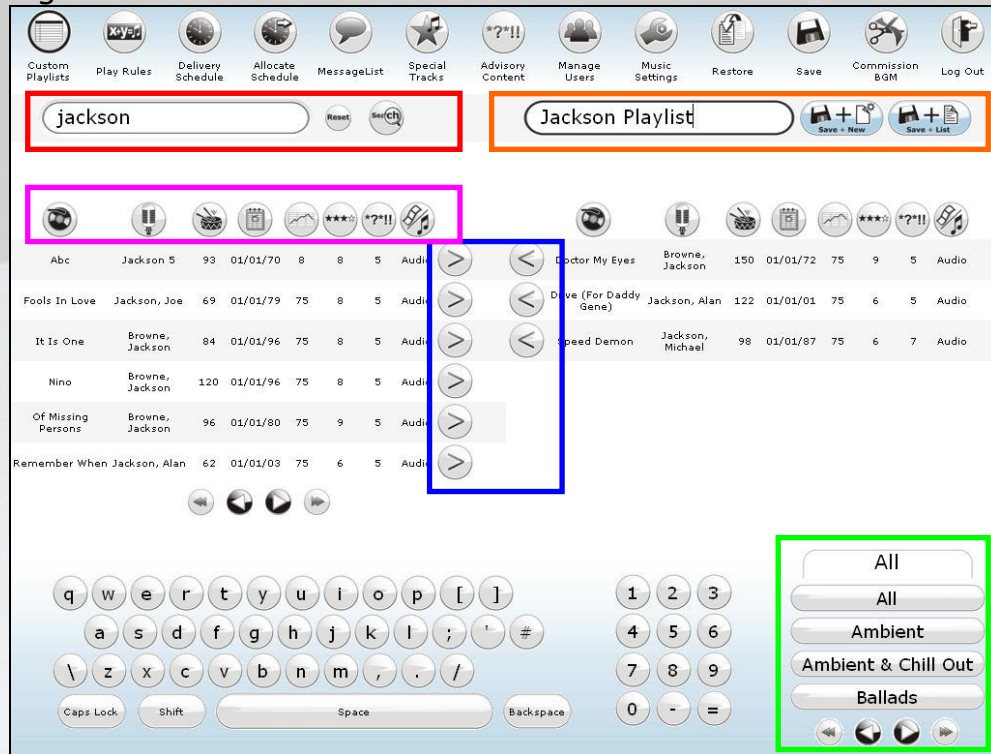 Custom Playlists
X+Y=♫
Play Rules
Delivery Schedule
Allocate Schedule
MessageList
Special Tracks
*?*!!
Advisory Content
Manage Users
Music Settings
Restore
Save
Commission BGM
Log Out
jackson
Reset
Search
Jackson Playlist
Save + New
Save + List
*?*!!
*?*!!
Abc Jackson 5 93 01/01/70 8 8 5 Audio >
< Doctor My Eyes Browne, Jackson 150 01/01/72 75 9 5 Audio
Fools In Love Jackson, Joe 69 01/01/79 75 8 5 Audio >
< Drive (For Daddy Gene) Jackson, Alan 122 01/01/01 75 6 5 Audio
It Is One Browne, Jackson 84 01/01/96 75 8 5 Audio >
< Speed Demon Jackson, Michael 98 01/01/87 75 6 7 Audio
Nino Browne, Jackson 120 01/01/96 75 8 5 Audio >
Of Missing Persons Browne, Jackson 96 01/01/80 75 9 5 Audio >
Remember When Jackson, Alan 62 01/01/03 75 6 5 Audio >
q w e r t y u i o p [ ]
a s d f g h j k l ; ' #
\ z x c v b n m , . /
Caps Lock Shift Space Backspace
1 2 3
4 5 6
7 8 9
0 - =
All
All
Ambient
Ambient & Chill Out
Ballads